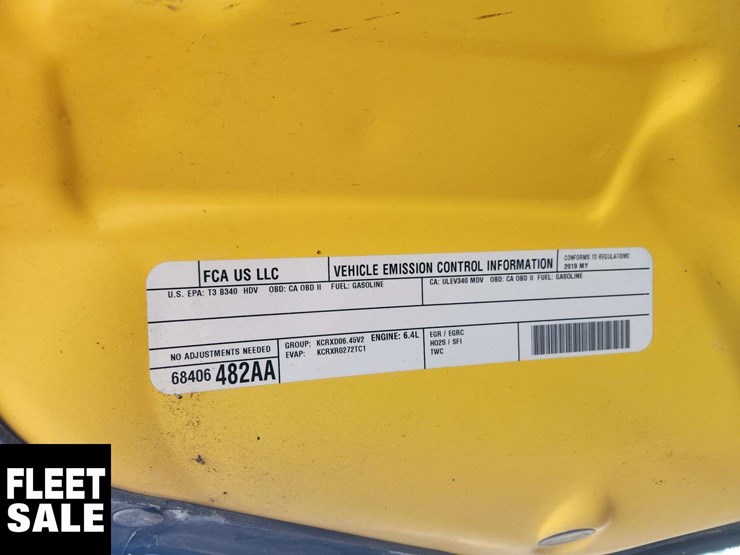 FCA US LLC
VEHICLE EMISSION CONTROL INFORMATION
CONFORMS TO REGULATIONS:
2019 MY
U.S. EPA: T3 B340 HDV OBD: CA OBD II FUEL: GASOLINE
CA: ULEV340 MDV OBD: CA OBD II FUEL: GASOLINE
NO ADJUSTMENTS NEEDED
68406 482AA
GROUP: KCRXD06.45V2 ENGINE: 6.4L
EVAP: KCRXR0272TC1
EGR / EGRC
HO2S / SFI
TWC
FLEET
SALE